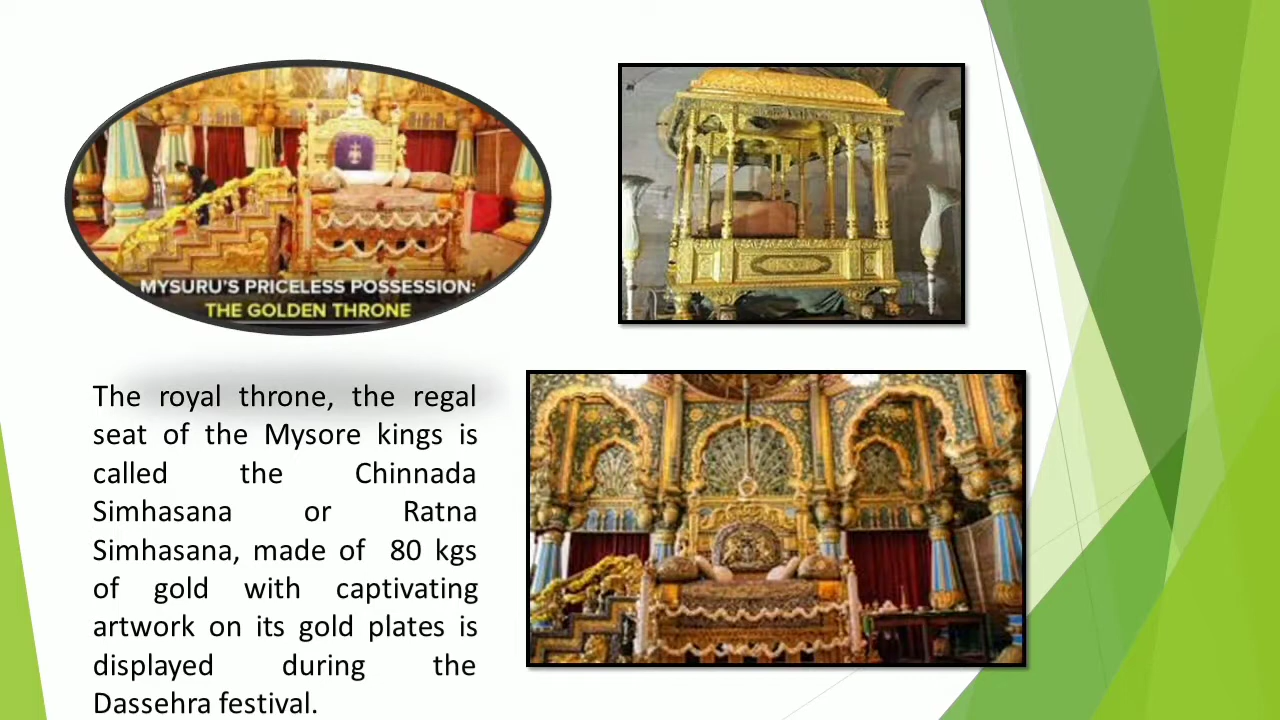 MYSURU'S PRICELESS POSSESSION:
THE GOLDEN THRONE
The royal throne, the regal
seat of the Mysore kings is
called the Chinnada
Simhasana or Ratna
Simhasana, made of 80 kgs
of gold with captivating
artwork on its gold plates is
displayed during the
Dassehra festival.